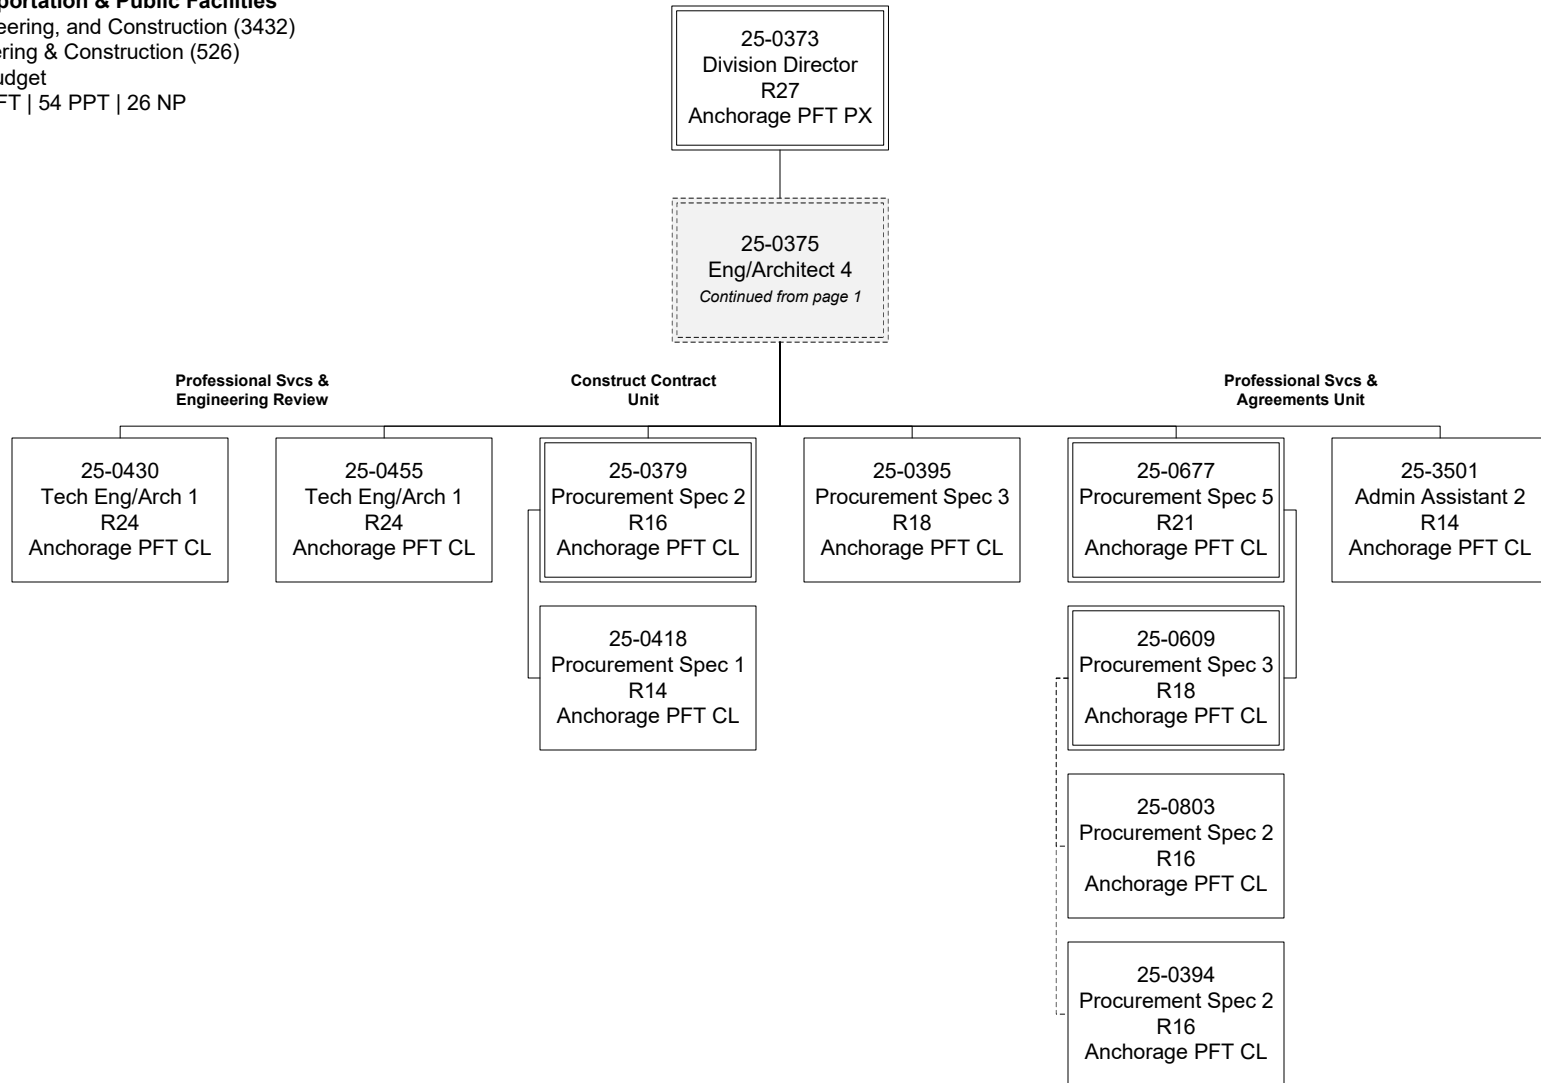 portation & Public Facilities
eering, and Construction (3432)
ering & Construction (526)
udget
FT | 54 PPT | 26 NP
25-0373
Division Director
R27
Anchorage PFT PX
25-0375
Eng/Architect 4
Continued from page 1
Professional Svcs &
Engineering Review
Construct Contract
Unit
Professional Svcs &
Agreements Unit
25-0430
Tech Eng/Arch 1
R24
Anchorage PFT CL
25-0455
Tech Eng/Arch 1
R24
Anchorage PFT CL
25-0379
Procurement Spec 2
R16
Anchorage PFT CL
25-0395
Procurement Spec 3
R18
Anchorage PFT CL
25-0677
Procurement Spec 5
R21
Anchorage PFT CL
25-3501
Admin Assistant 2
R14
Anchorage PFT CL
25-0418
Procurement Spec 1
R14
Anchorage PFT CL
25-0609
Procurement Spec 3
R18
Anchorage PFT CL
25-0803
Procurement Spec 2
R16
Anchorage PFT CL
25-0394
Procurement Spec 2
R16
Anchorage PFT CL